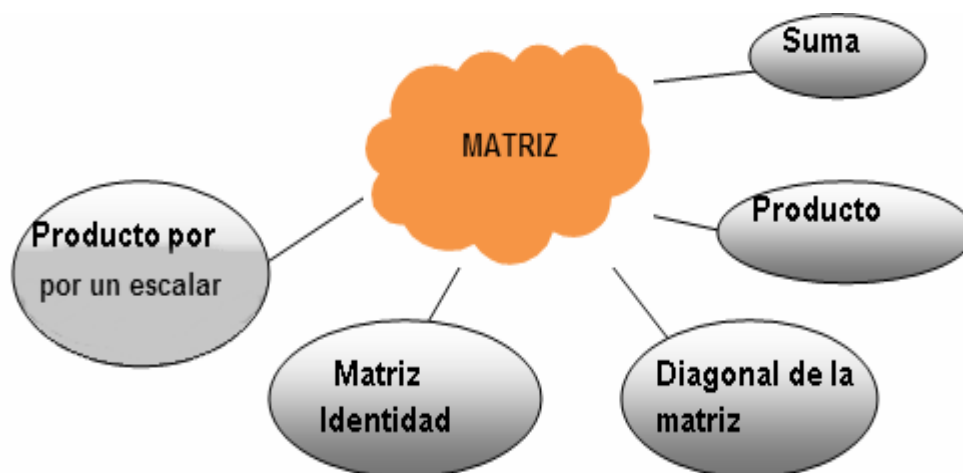 Suma
MATRIZ
Producto
Producto por
por un escalar
Matriz
Identidad
Diagonal de la
matriz